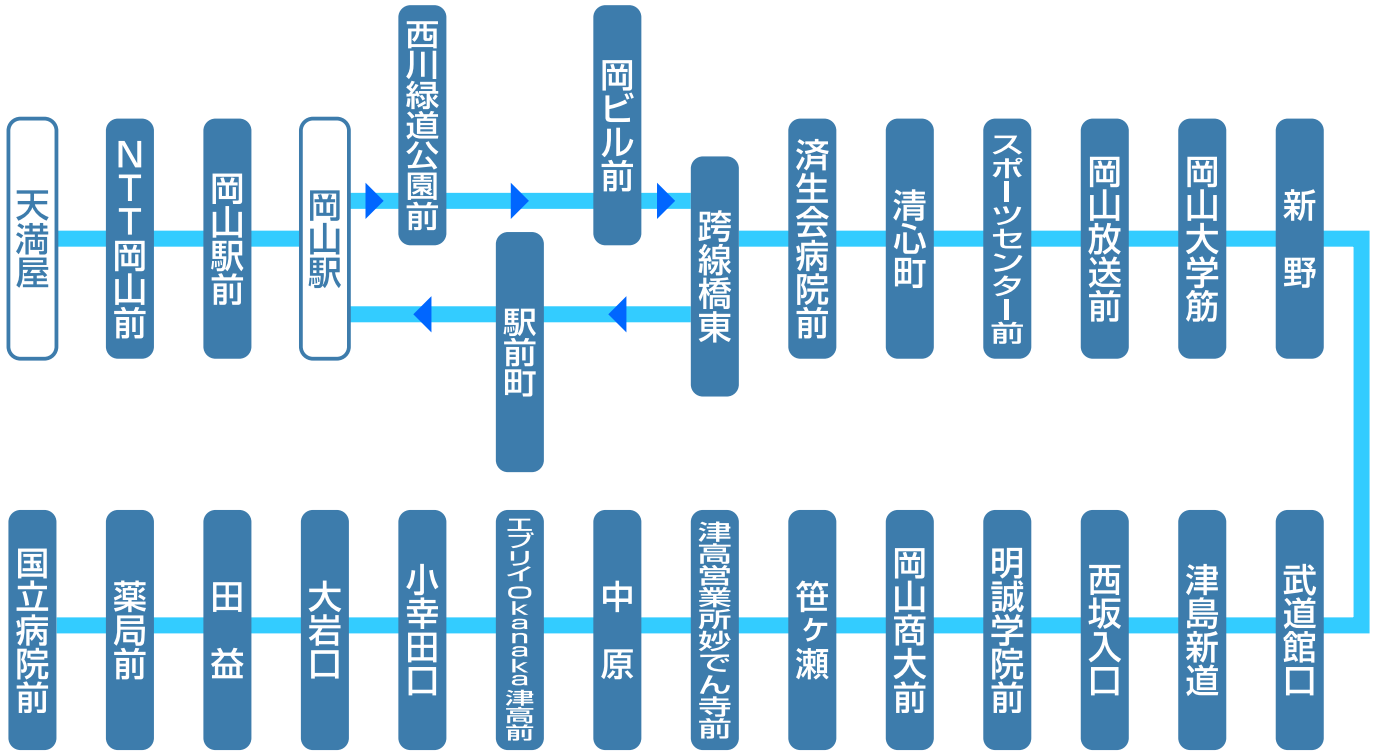 天満屋
NTT岡山前
岡山駅前
岡山駅
西川緑道公園前
駅前町
岡ビル前
跨線橋東
済生会病院前
清心町
スポーツセンター前
岡山放送前
岡山大学筋
新野
国立病院前
薬局前
田益
大岩口
小幸田口
エブリイOkanaka津高前
中原
津高営業所妙でん寺前
笹ヶ瀬
岡山商大前
明誠学院前
西坂入口
津島新道
武道館口